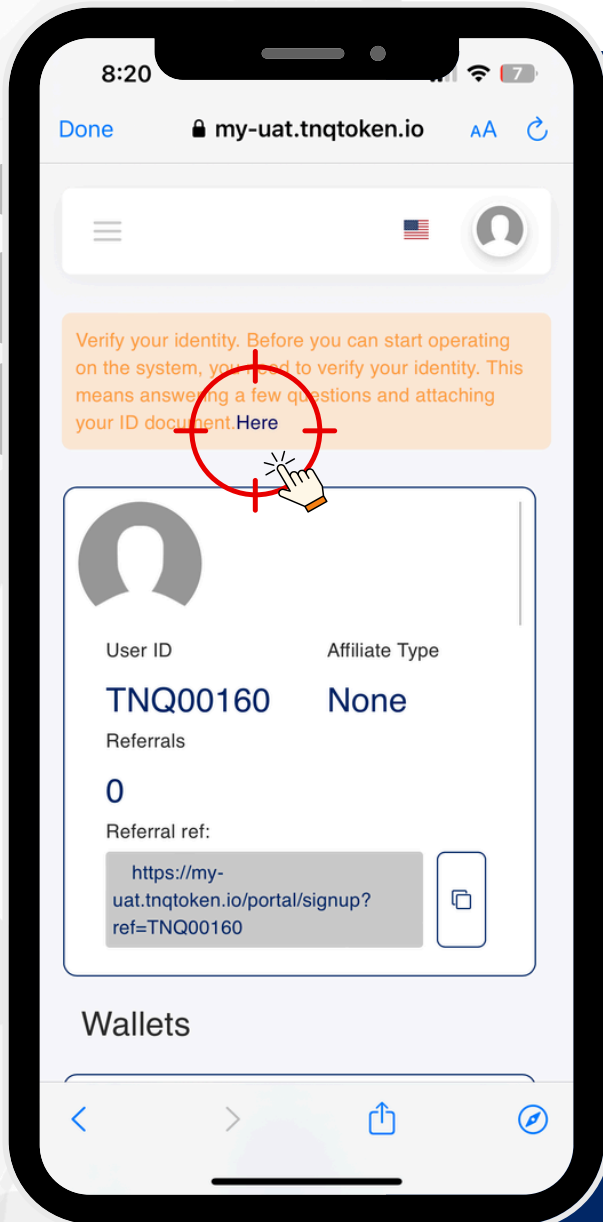 8:20
7
Done
my-uat.tnqtoken.io
AA
Verify your identity. Before you can start operating
on the system, you need to verify your identity. This
means answering a few questions and attaching
your ID document.Here
User ID
Affiliate Type
TNQ00160
None
Referrals
0
Referral ref:
https://my-
uat.tnqtoken.io/portal/signup?
ref=TNQ00160
Wallets